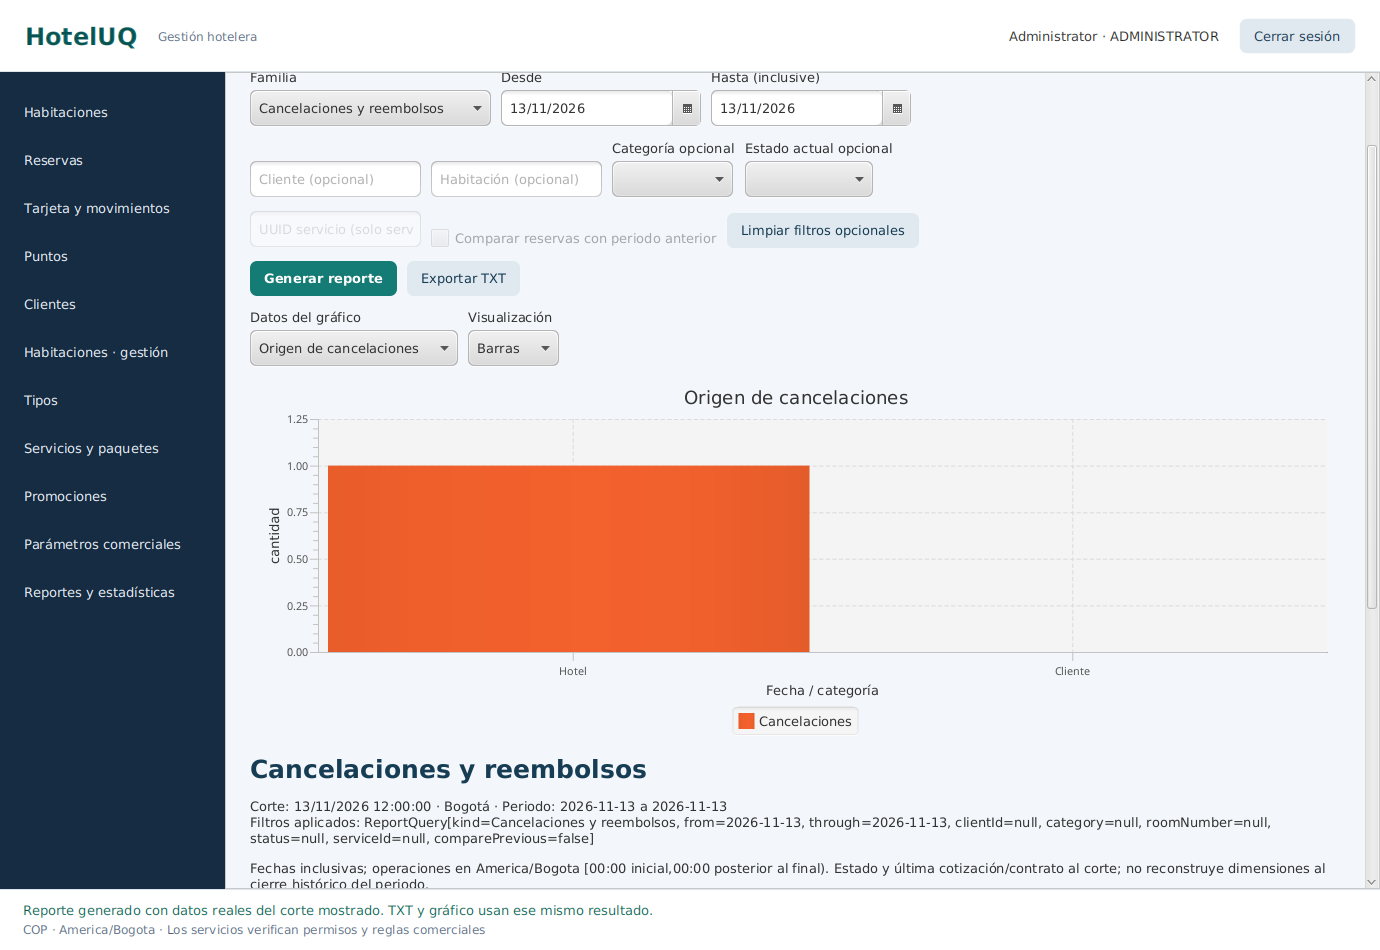 HotelUQ Gestión hotelera Administrator · ADMINISTRATOR Cerrar sesión
Habitaciones
Reservas
Tarjeta y movimientos
Puntos
Clientes
Habitaciones · gestión
Tipos
Servicios y paquetes
Promociones
Parámetros comerciales
Reportes y estadísticas
Familia Desde Hasta (inclusive)
Cancelaciones y reembolsos 13/11/2026 13/11/2026
Categoría opcional Estado actual opcional
Cliente (opcional) Habitación (opcional)
UUID servicio (solo serv Comparar reservas con periodo anterior Limpiar filtros opcionales
Generar reporte Exportar TXT
Datos del gráfico Visualización
Origen de cancelaciones Barras
Origen de cancelaciones
1.25
1.00
0.75
0.50
0.25
0.00
cantidad
Hotel Cliente
Fecha / categoría
Cancelaciones
Cancelaciones y reembolsos
Corte: 13/11/2026 12:00:00 · Bogotá · Periodo: 2026-11-13 a 2026-11-13
Filtros aplicados: ReportQuery[kind=Cancelaciones y reembolsos, from=2026-11-13, through=2026-11-13, clientId=null, category=null, roomNumber=null,
status=null, serviceId=null, comparePrevious=false]
Fechas inclusivas; operaciones en America/Bogota [00:00 inicial,00:00 posterior al final). Estado y última cotización/contrato al corte; no reconstruye dimensiones al
cierre histórico del periodo.
Reporte generado con datos reales del corte mostrado. TXT y gráfico usan ese mismo resultado.
COP · America/Bogota · Los servicios verifican permisos y reglas comerciales